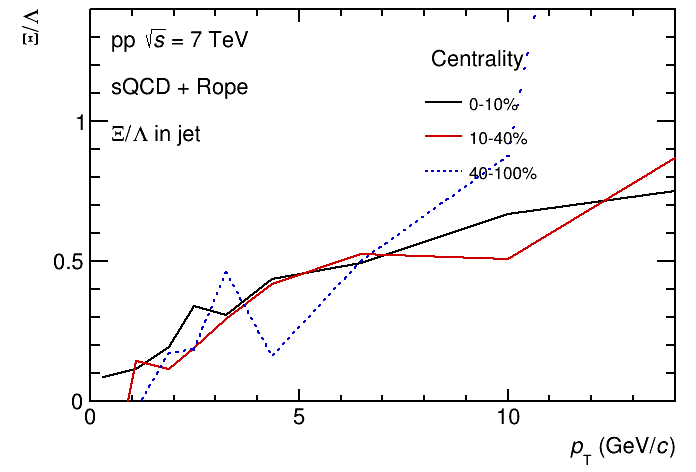 Ξ/Λ
pp √s = 7 TeV
sQCD + Rope
Ξ/Λ in jet
Centrality
0-10%
10-40%
40-100%
1
0.5
0
0 5 10
p_T (GeV/c)